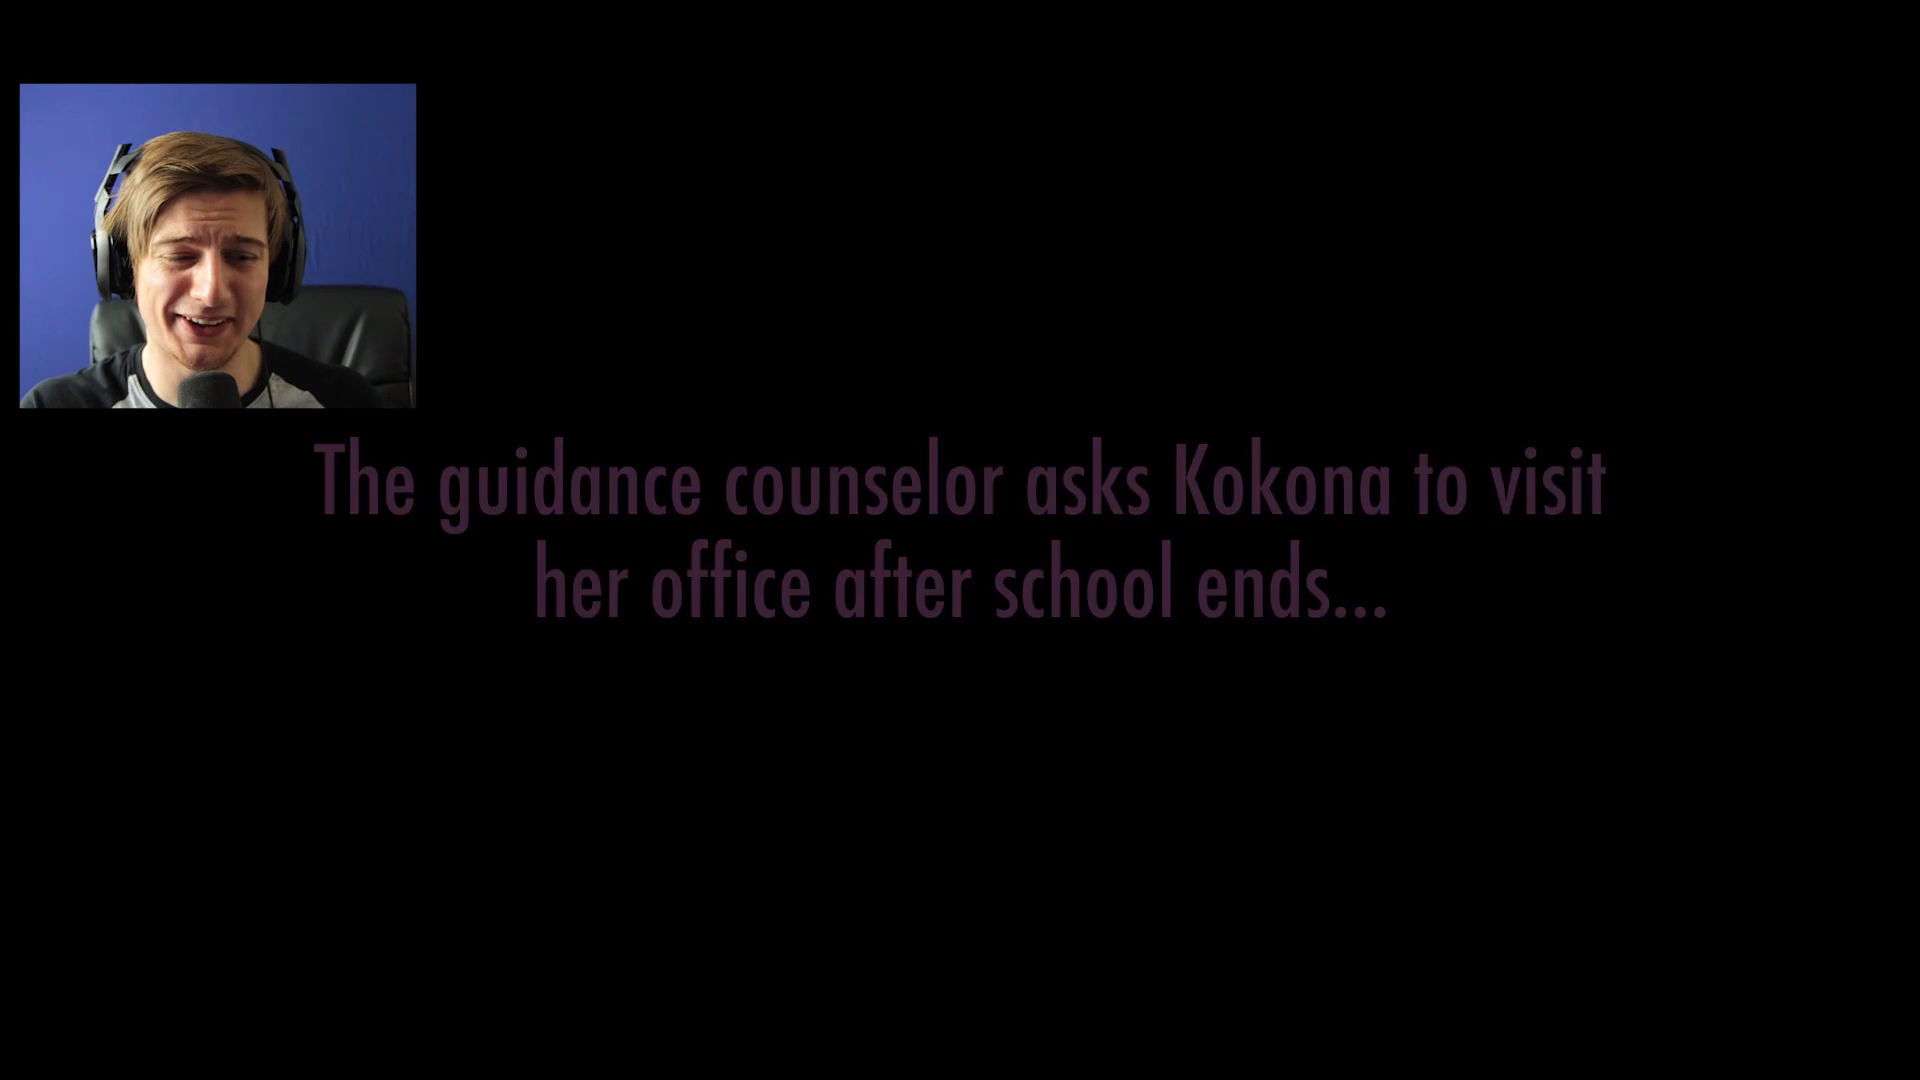 The guidance counselor asks Kokona to visit
her office after school ends...